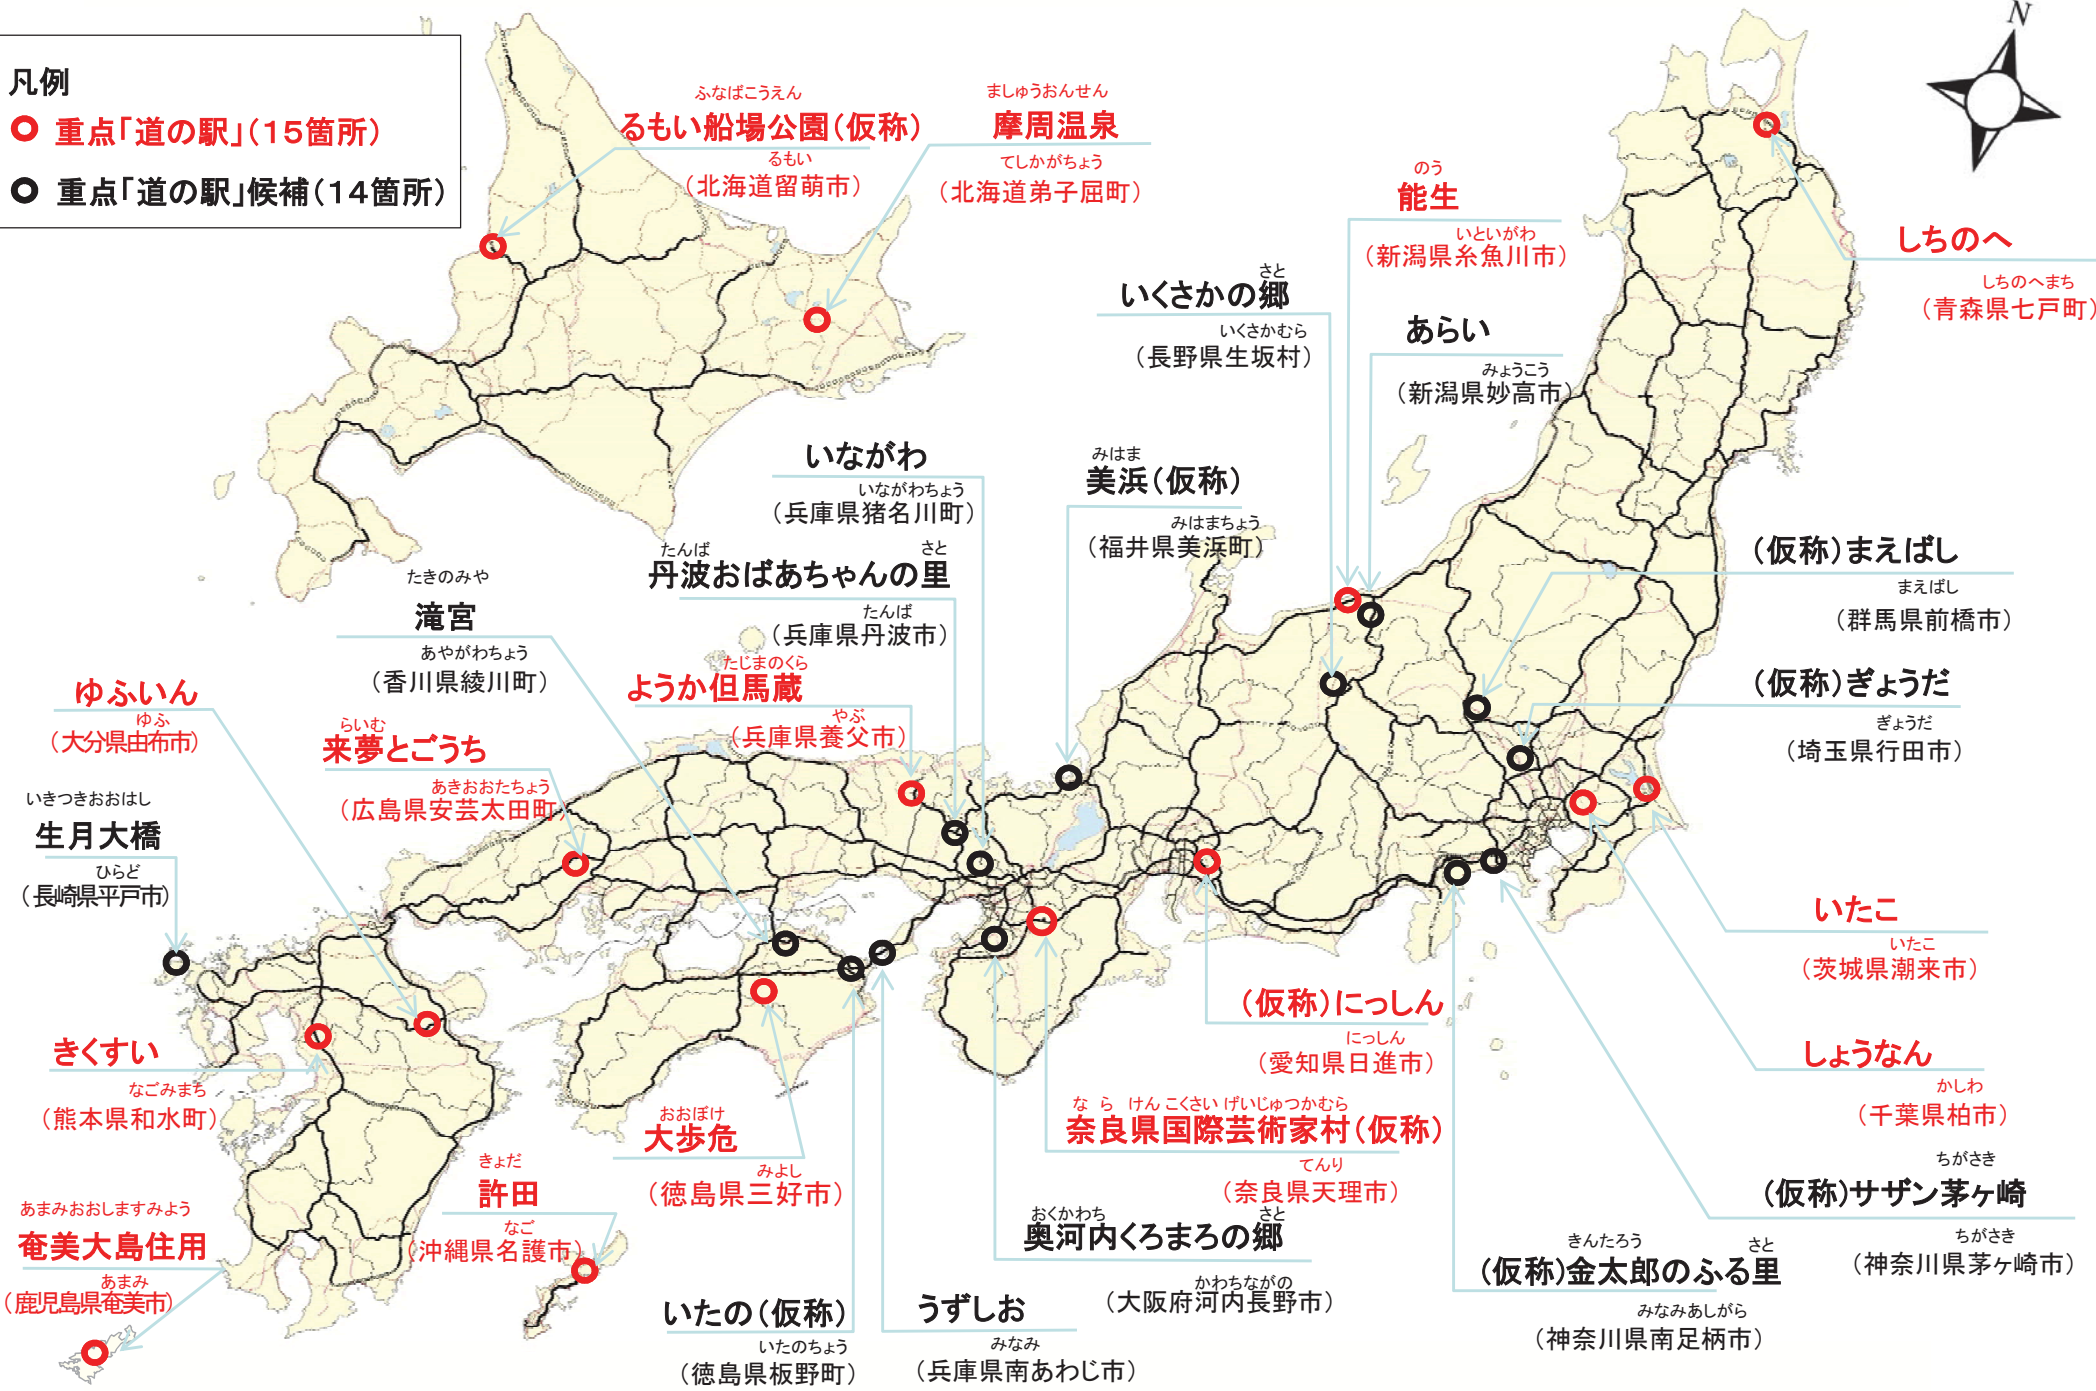 凡例
重点「道の駅」(15箇所)
重点「道の駅」候補(14箇所)
N
ふなばこうえん
るもい船場公園(仮称)
るもい
(北海道留萌市)
ましゅうおんせん
摩周温泉
てしかがちょう
(北海道弟子屈町)
のう
能生
いといがわ
(新潟県糸魚川市)
しちのへ
しちのへまち
(青森県七戸町)
さと
いくさかの郷
いくさかむら
(長野県生坂村)
あらい
みょうこう
(新潟県妙高市)
いながわ
いながわちょう
(兵庫県猪名川町)
みはま
美浜(仮称)
みはまちょう
(福井県美浜町)
たんば さと
丹波おばあちゃんの里
たんば
(兵庫県丹波市)
(仮称)まえばし
まえばし
(群馬県前橋市)
たきのみや
滝宮
あやがわちょう
(香川県綾川町)
たじまのくら
ようか但馬蔵
やぶ
(兵庫県養父市)
(仮称)ぎょうだ
ぎょうだ
(埼玉県行田市)
ゆふいん
ゆふ
(大分県由布市)
らいむ
来夢とごうち
あきおおたちょう
(広島県安芸太田町)
いきつきおおはし
生月大橋
ひらど
(長崎県平戸市)
いたこ
いたこ
(茨城県潮来市)
(仮称)にっしん
にっしん
(愛知県日進市)
しょうなん
かしわ
(千葉県柏市)
きくすい
なごみまち
(熊本県和水町)
おおぼけ
大歩危
みよし
(徳島県三好市)
なら けん こくさい げいじゅつかむら
奈良県国際芸術家村(仮称)
てんり
(奈良県天理市)
きょだ
許田
なご
(沖縄県名護市)
ちがさき
(仮称)サザン茅ヶ崎
ちがさき
(神奈川県茅ヶ崎市)
あまみおおしますみよう
奄美大島住用
あまみ
(鹿児島県奄美市)
おくかわち さと
奥河内くろまろの郷
かわちながの
(大阪府河内長野市)
きんたろう さと
(仮称)金太郎のふる里
みなみあしがら
(神奈川県南足柄市)
いたの(仮称)
いたのちょう
(徳島県板野町)
うずしお
みなみ
(兵庫県南あわじ市)